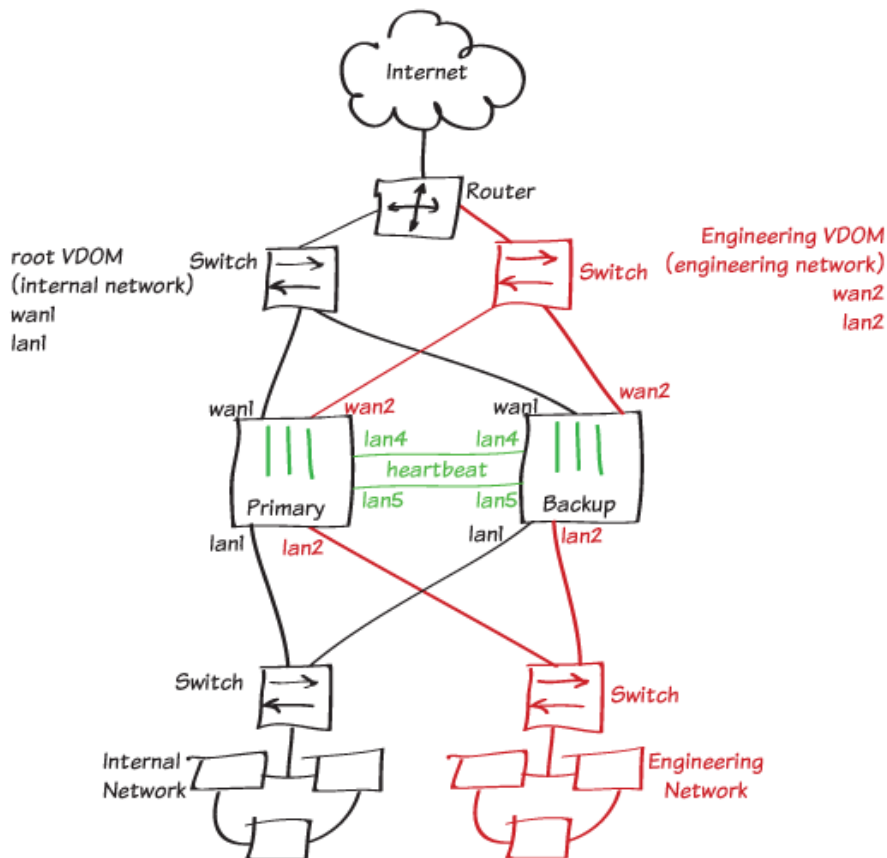 Internet
Router
root VDOM
(internal network)
wan1
lan1
Switch
Switch
Engineering VDOM
(engineering network)
wan2
lan2
wan1
wan2
wan1
wan2
lan4
lan4
heartbeat
lan5
lan5
Primary
Backup
lan1
lan2
lan1
lan2
Switch
Switch
Internal
Network
Engineering
Network